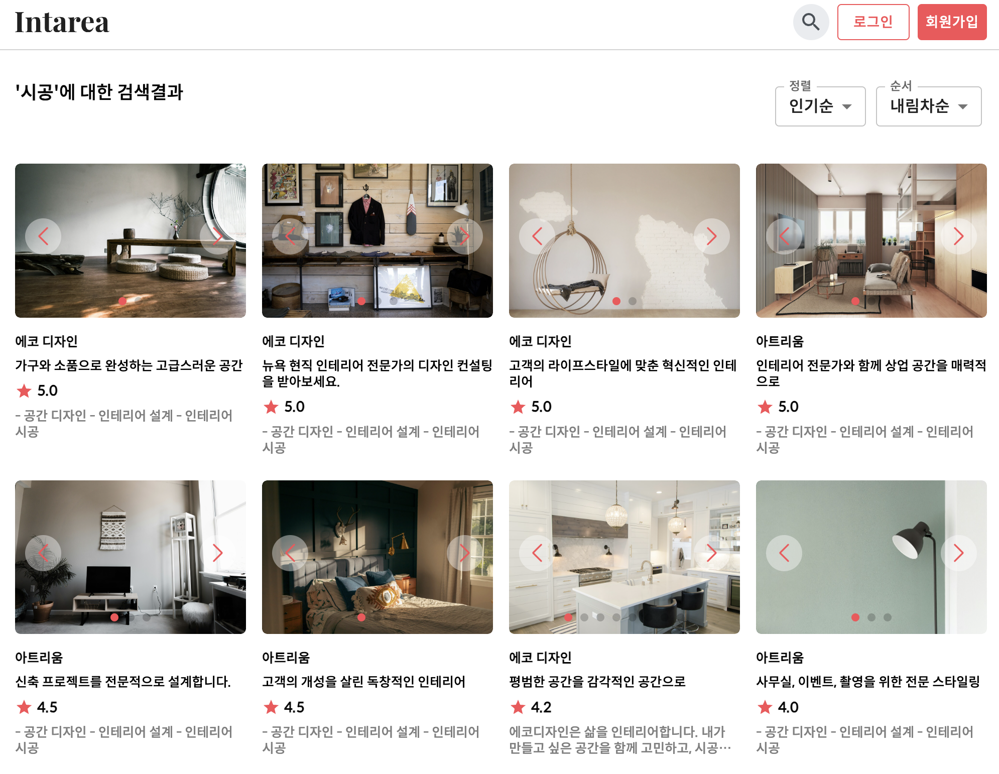 Intarea
로그인
회원가입
'시공'에 대한 검색결과
정렬
인기순
순서
내림차순
에코 디자인
가구와 소품으로 완성하는 고급스러운 공간
5.0
- 공간 디자인 - 인테리어 설계 - 인테리어
시공
에코 디자인
뉴욕 현직 인테리어 전문가의 디자인 컨설팅
을 받아보세요.
5.0
- 공간 디자인 - 인테리어 설계 - 인테리어
시공
에코 디자인
고객의 라이프스타일에 맞춘 혁신적인 인테
리어
5.0
- 공간 디자인 - 인테리어 설계 - 인테리어
시공
아트리움
인테리어 전문가와 함께 상업 공간을 매력적
으로
5.0
- 공간 디자인 - 인테리어 설계 - 인테리어
시공
아트리움
신축 프로젝트를 전문적으로 설계합니다.
4.5
- 공간 디자인 - 인테리어 설계 - 인테리어
시공
아트리움
고객의 개성을 살린 독창적인 인테리어
4.5
- 공간 디자인 - 인테리어 설계 - 인테리어
시공
에코 디자인
평범한 공간을 감각적인 공간으로
4.2
에코디자인은 삶을 인테리어합니다. 내가
만들고 싶은 공간을 함께 고민하고, 시공…
아트리움
사무실, 이벤트, 촬영을 위한 전문 스타일링
4.0
- 공간 디자인 - 인테리어 설계 - 인테리어
시공